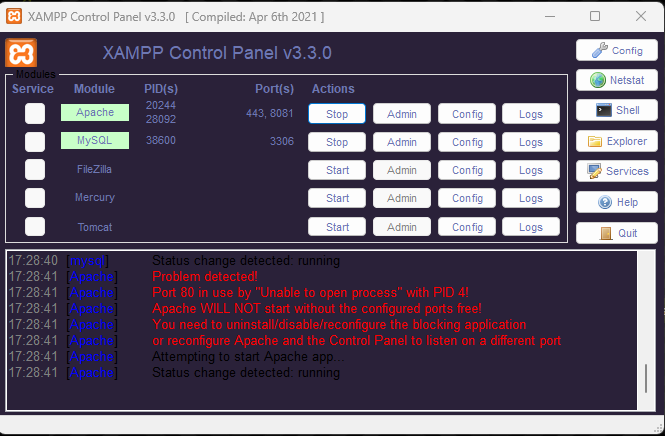 XAMPP Control Panel v3.3.0 [ Compiled: Apr 6th 2021 ]
XAMPP Control Panel v3.3.0
Config
Modules
Service Module PID(s) Port(s) Actions
Netstat
Apache 20244 28092 443, 8081 Stop Admin Config Logs
Shell
MySQL 38600 3306 Stop Admin Config Logs
Explorer
FileZilla Start Admin Config Logs
Services
Mercury Start Admin Config Logs
Help
Tomcat Start Admin Config Logs
Quit
17:28:40 [mysql] Status change detected: running
17:28:41 [Apache] Problem detected!
17:28:41 [Apache] Port 80 in use by "Unable to open process" with PID 4!
17:28:41 [Apache] Apache WILL NOT start without the configured ports free!
17:28:41 [Apache] You need to uninstall/disable/reconfigure the blocking application
17:28:41 [Apache] or reconfigure Apache and the Control Panel to listen on a different port
17:28:41 [Apache] Attempting to start Apache app...
17:28:41 [Apache] Status change detected: running